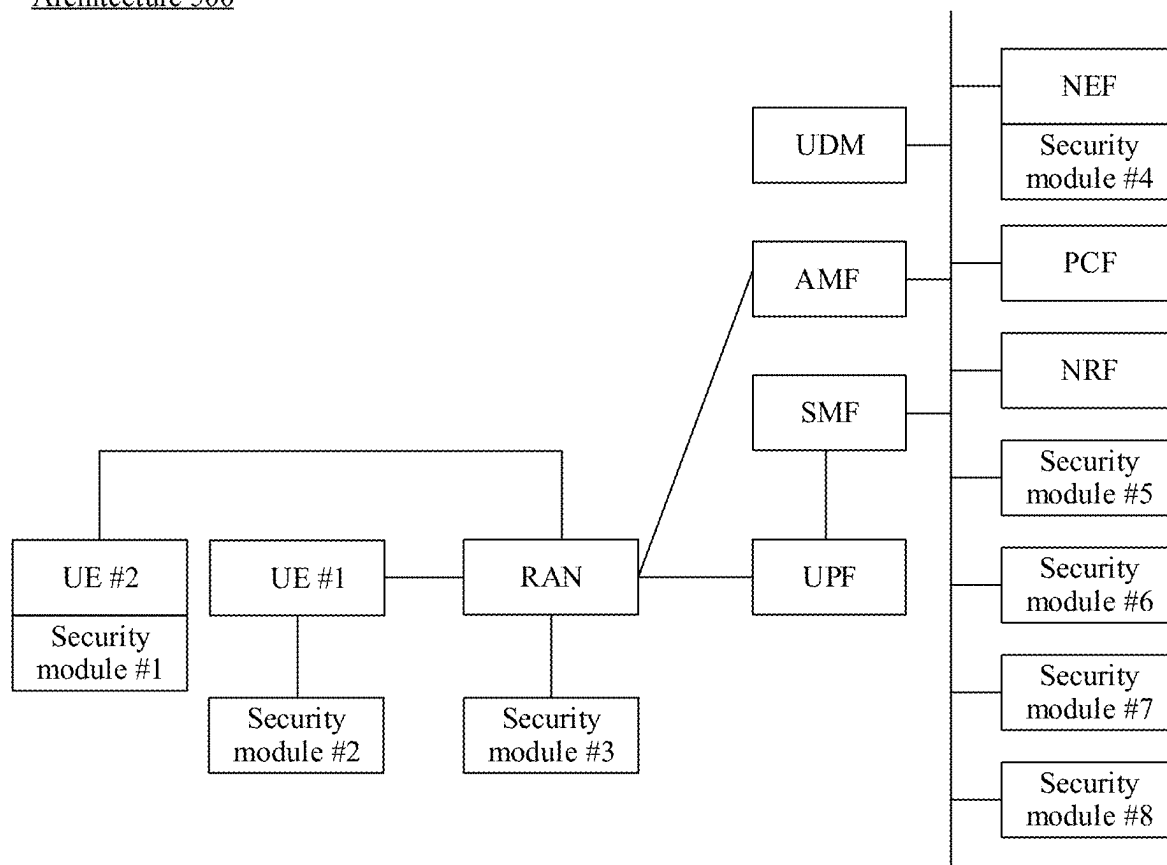 Architecture 500
NEF
Security
module #4
UDM
AMF
PCF
SMF
NRF
Security
module #5
UE #2
Security
module #1
UE #1
RAN
UPF
Security
module #6
Security
module #2
Security
module #3
Security
module #7
Security
module #8